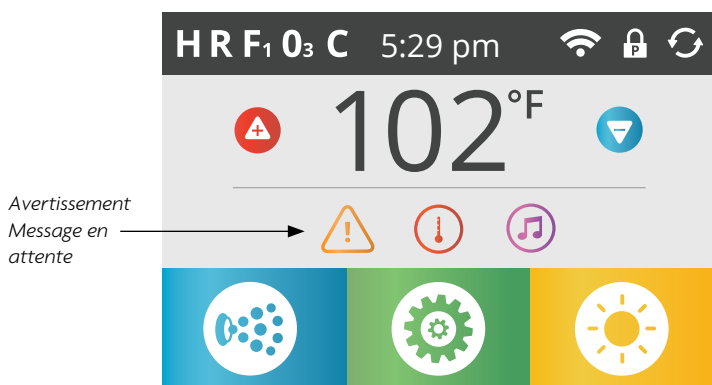 H R F₁ 0₃ C 5:29 pm
P
102°F
Avertissement
Message en
attente